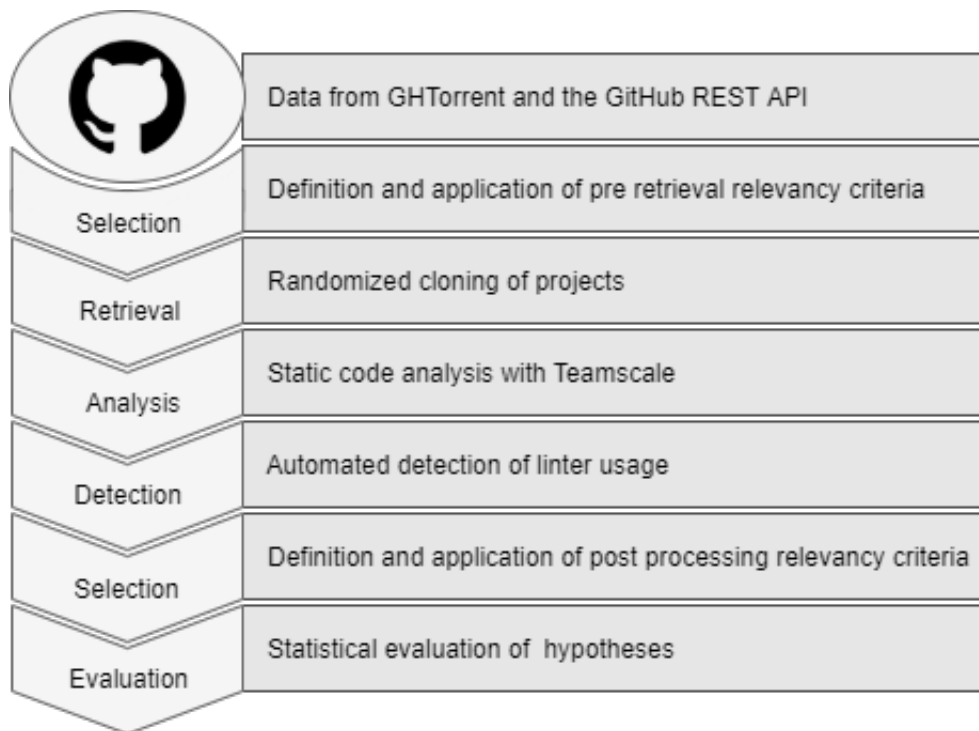 Data from GHTorrent and the GitHub REST API
Selection
Definition and application of pre retrieval relevancy criteria
Retrieval
Randomized cloning of projects
Analysis
Static code analysis with Teamscale
Detection
Automated detection of linter usage
Selection
Definition and application of post processing relevancy criteria
Evaluation
Statistical evaluation of  hypotheses